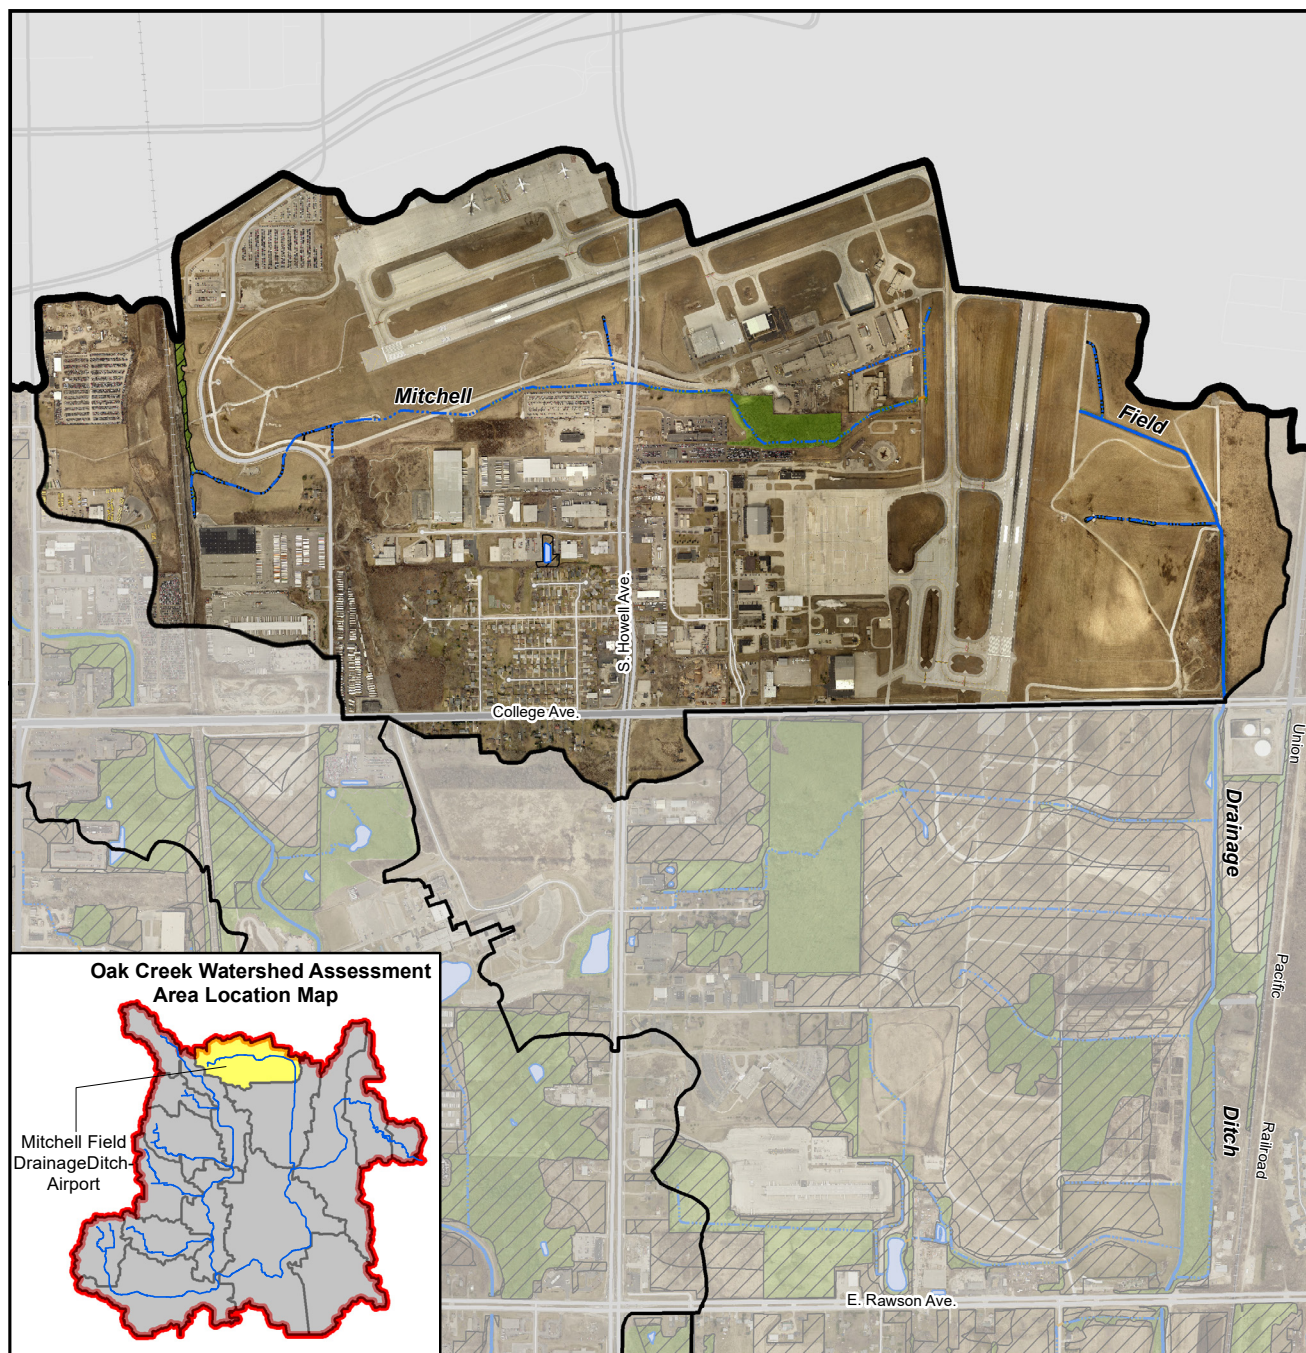 Mitchell
Field
S. Howell Ave.
College Ave.
Union
Drainage
Pacific
Ditch
Railroad
E. Rawson Ave.
Oak Creek Watershed Assessment
Area Location Map
Mitchell Field
DrainageDitch-
Airport